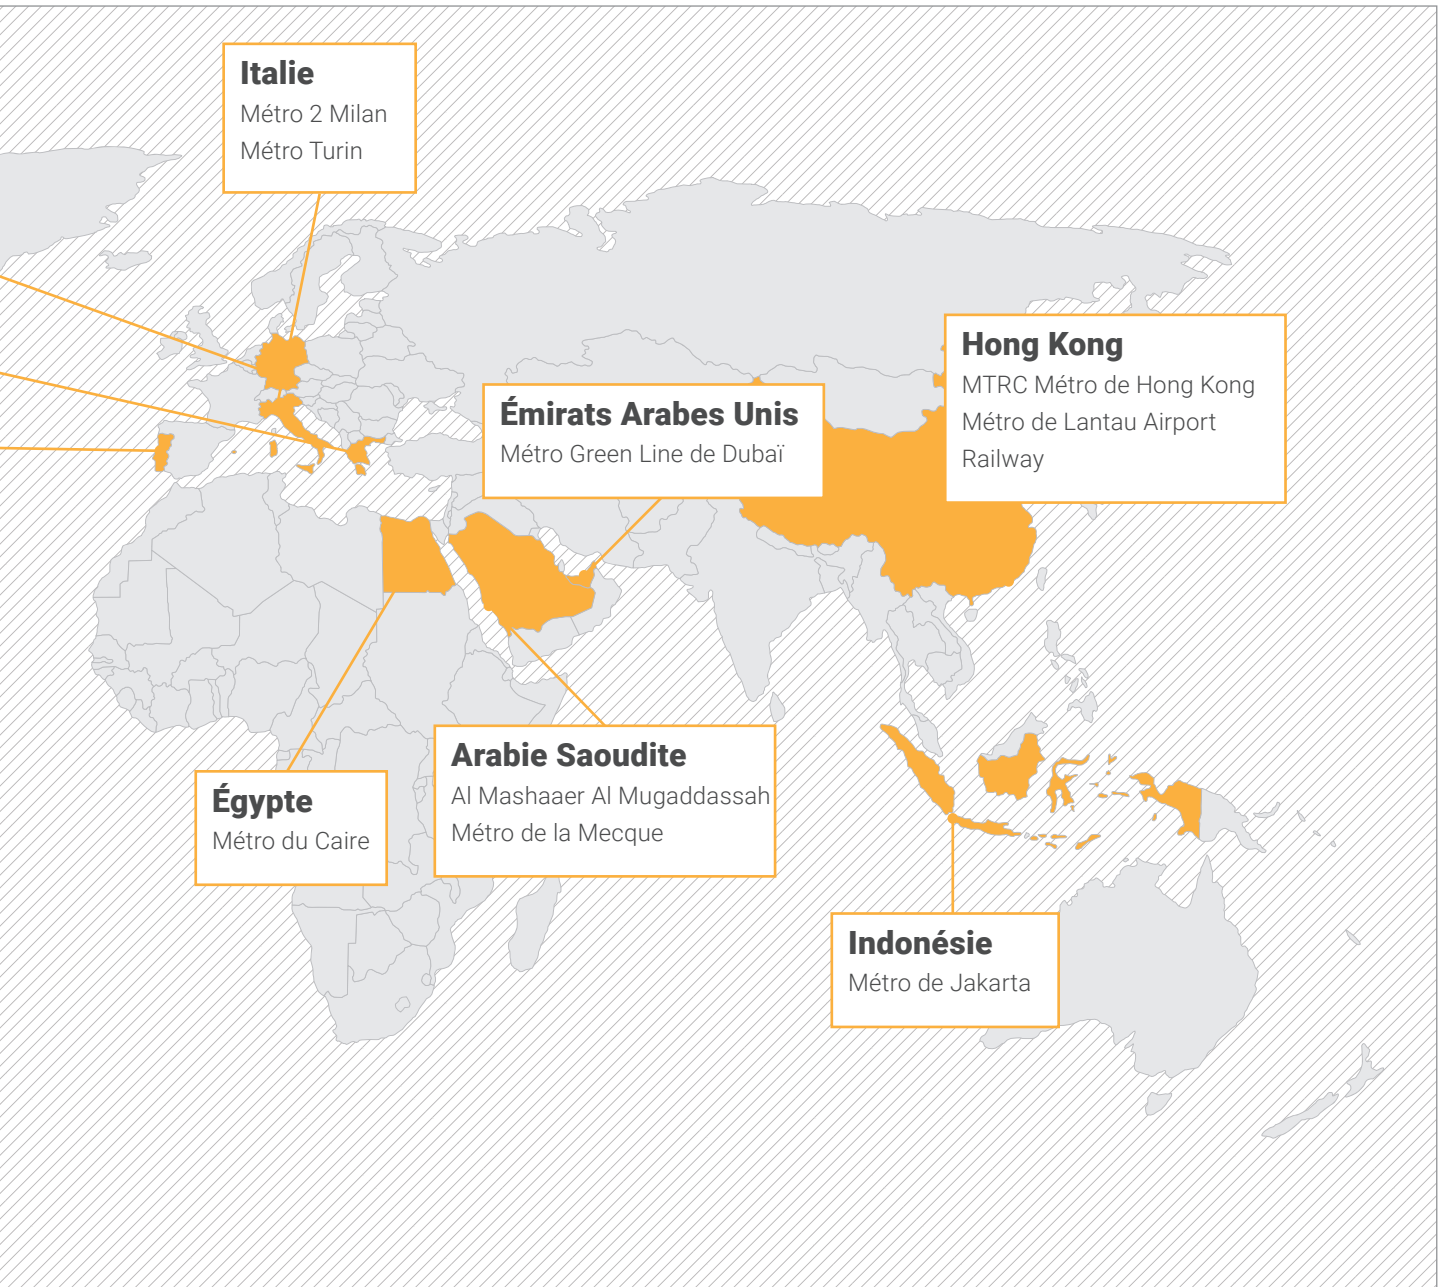 Italie
Métro 2 Milan
Métro Turin
Hong Kong
MTRC Métro de Hong Kong
Métro de Lantau Airport
Railway
Émirats Arabes Unis
Métro Green Line de Dubaï
Arabie Saoudite
Al Mashaaer Al Mugaddassah
Métro de la Mecque
Égypte
Métro du Caire
Indonésie
Métro de Jakarta